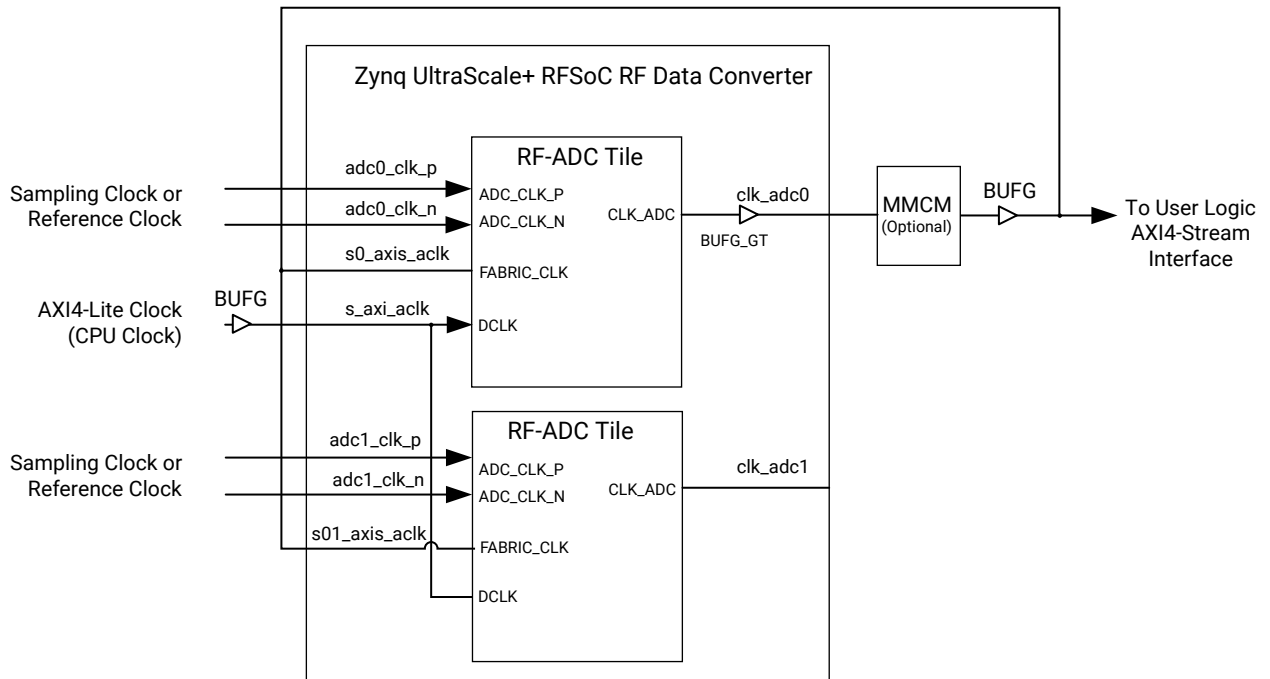 Zynq UltraScale+ RFSoC RF Data Converter
RF-ADC Tile
Sampling Clock or
Reference Clock
adc0_clk_p
adc0_clk_n
ADC_CLK_P
ADC_CLK_N
CLK_ADC
clk_adc0
BUFG_GT
MMCM
(Optional)
BUFG
To User Logic
AXI4-Stream
Interface
s0_axis_aclk
FABRIC_CLK
AXI4-Lite Clock
(CPU Clock)
BUFG
s_axi_aclk
DCLK
RF-ADC Tile
Sampling Clock or
Reference Clock
adc1_clk_p
adc1_clk_n
ADC_CLK_P
ADC_CLK_N
CLK_ADC
clk_adc1
s01_axis_aclk
FABRIC_CLK
DCLK